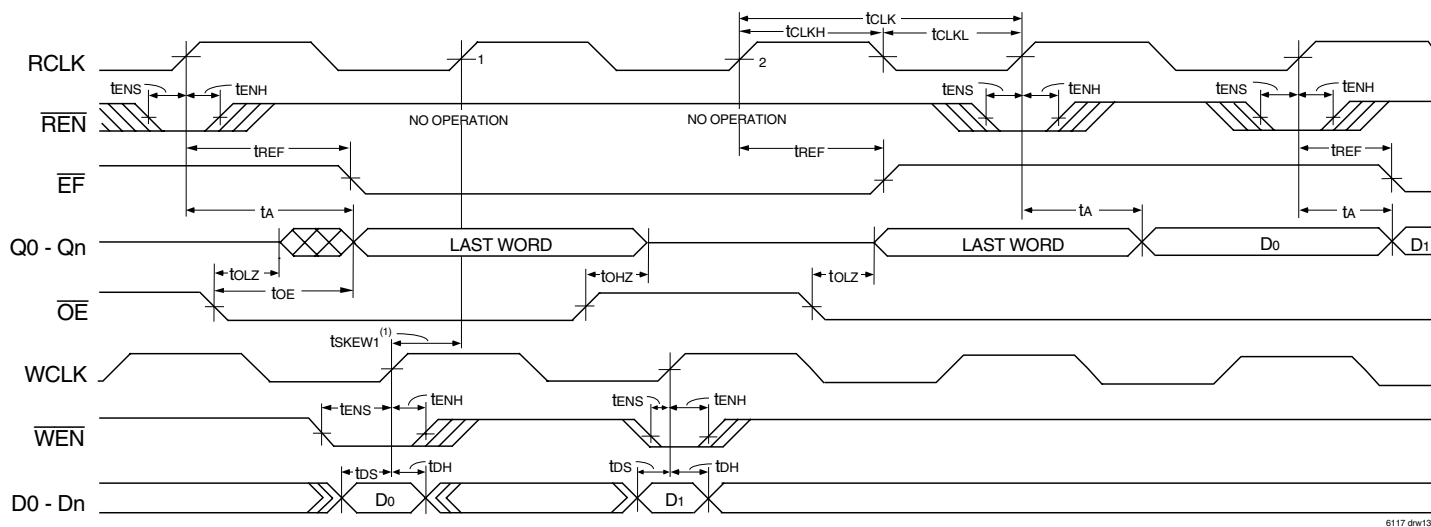 tCLK
tCLKH tCLKL
RCLK 1 2
tENS tENH tENS tENH tENS tENH
REN NO OPERATION NO OPERATION
tREF tREF tREF
EF
tA tA tA
Q0 - Qn LAST WORD LAST WORD D0 D1
tOLZ tOHZ tOLZ
tOE
OE
tSKEW1(1)
WCLK
tENS tENH tENS tENH
WEN
tDS tDH tDS tDH
D0 - Dn D0 D1
6117 drw13